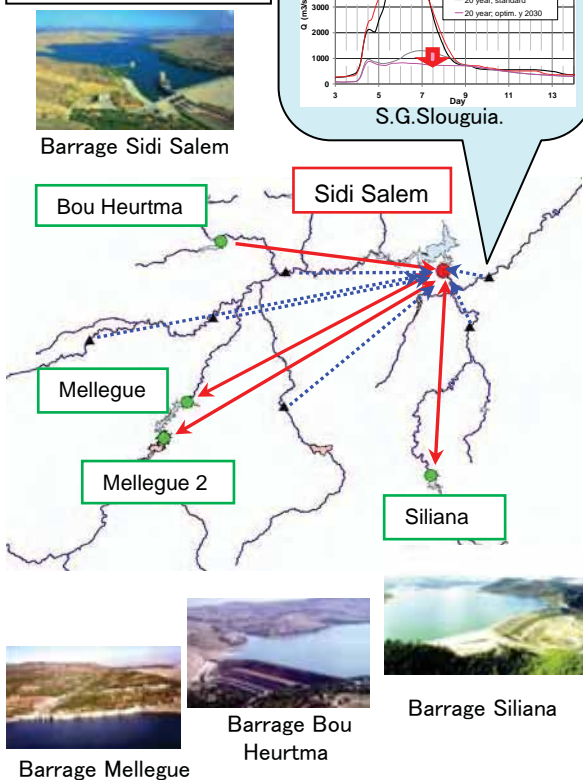 20 year, standard
20 year, optim. y 2030
Q (m3/s
3000
2000
1000
0
3 5 7 9 11 13
Day
S.G.Slouguia.
Barrage Sidi Salem
Bou Heurtma
Sidi Salem
Mellegue
Mellegue 2
Siliana
Barrage Siliana
Barrage Bou
Heurtma
Barrage Mellegue